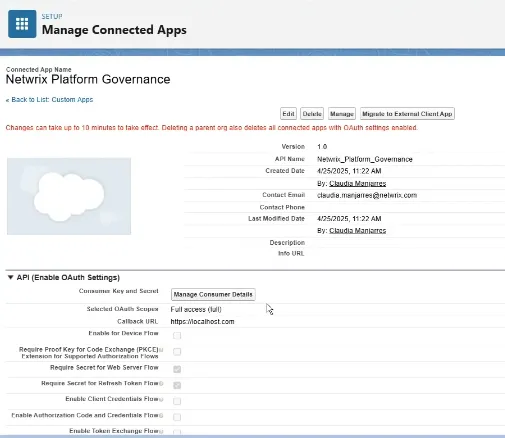 SETUP
Manage Connected Apps
Connected App Name
Netwrix Platform Governance
« Back to List: Custom Apps
Edit Delete Manage Migrate to External Client App
Changes can take up to 10 minutes to take effect. Deleting a parent org also deletes all connected apps with OAuth settings enabled.
Version 1.0
API Name Netwrix_Platform_Governance
Created Date 4/25/2025, 11:22 AM
By: Claudia Manjarres
Contact Email claudia.manjarres@netwrix.com
Contact Phone
Last Modified Date 4/25/2025, 11:22 AM
By: Claudia Manjarres
Description
Info URL
▼ API (Enable OAuth Settings)
Consumer Key and Secret Manage Consumer Details
Selected OAuth Scopes Full access (full)
Callback URL https://localhost.com
Enable for Device Flow
Require Proof Key for Code Exchange (PKCE)
Extension for Supported Authorization Flows
Require Secret for Web Server Flow
Require Secret for Refresh Token Flow
Enable Client Credentials Flow
Enable Authorization Code and Credentials Flow
Enable Token Exchange Flow